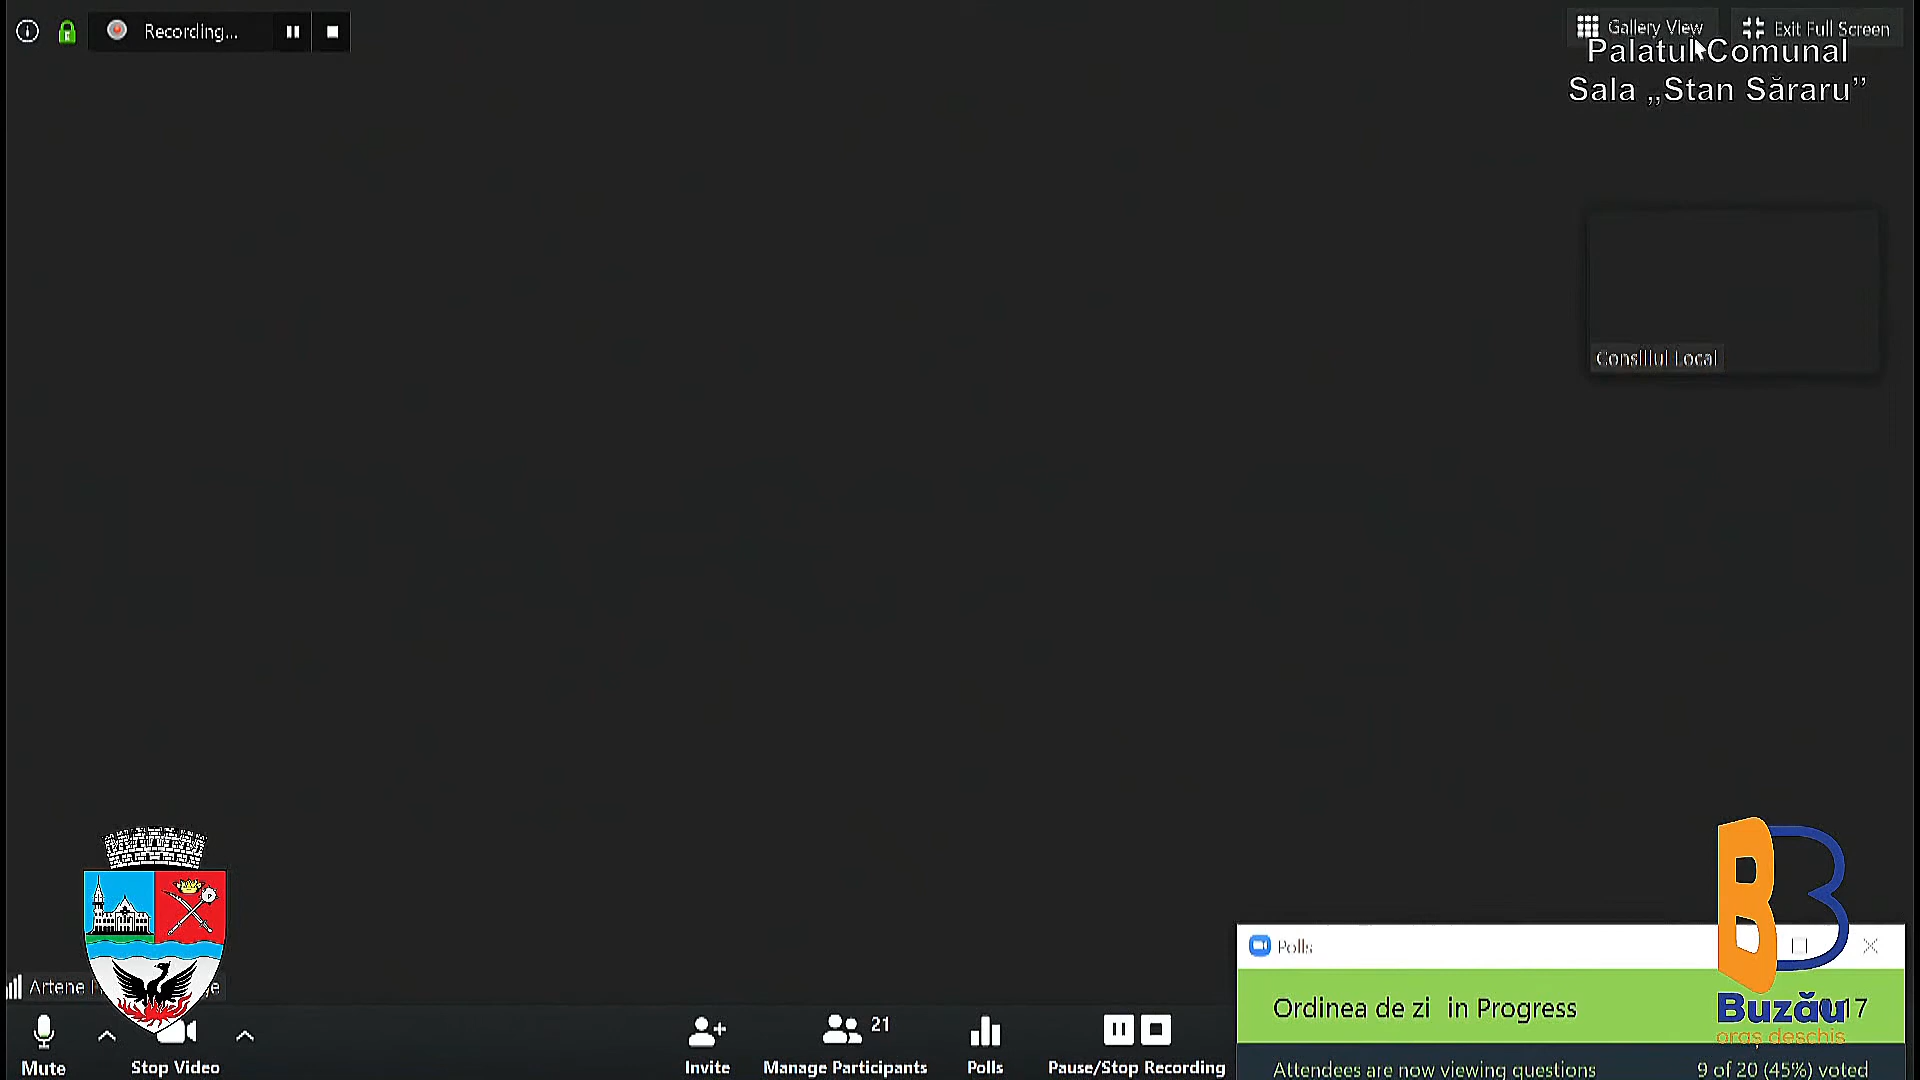 Recording...
Gallery View
Exit Full Screen
Palatul Comunal
Sala „Stan Săraru”
Consiliul Local
Artene
Polls
Ordinea de zi in Progress
17
Buzău
oraș deschis
Attendees are now viewing questions
9 of 20 (45%) voted
Mute
Stop Video
Invite
21
Manage Participants
Polls
Pause/Stop Recording